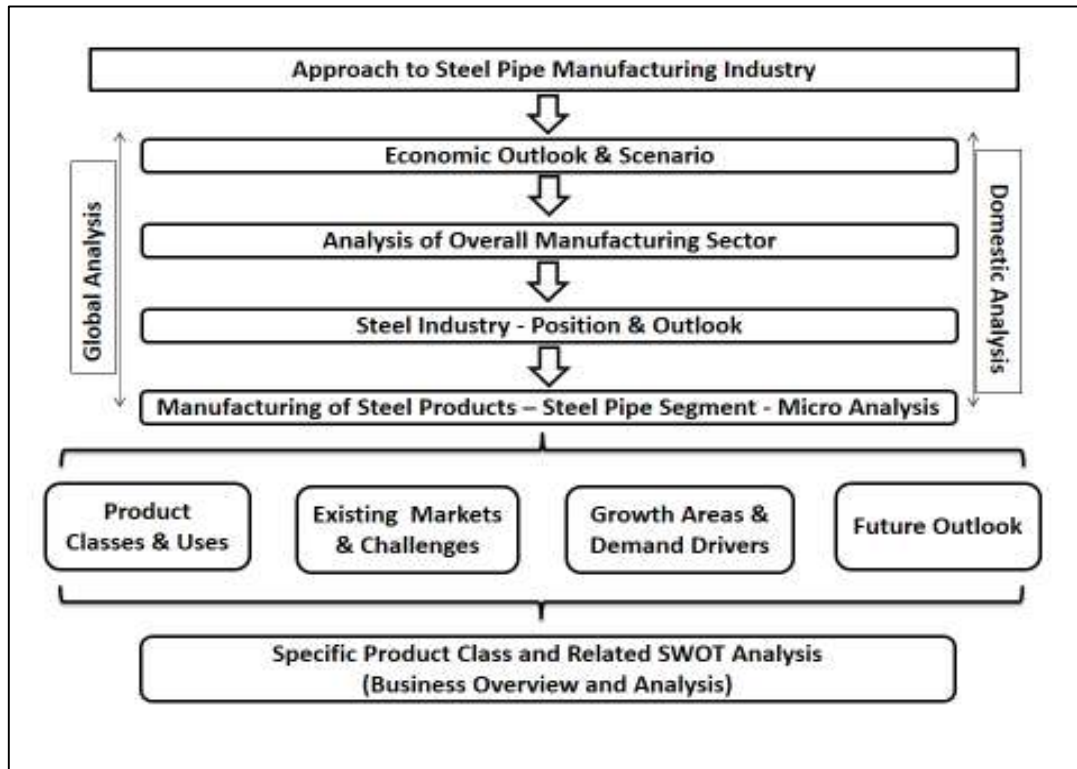 Approach to Steel Pipe Manufacturing Industry
Economic Outlook & Scenario
Global Analysis
Domestic Analysis
Analysis of Overall Manufacturing Sector
Steel Industry - Position & Outlook
Manufacturing of Steel Products – Steel Pipe Segment - Micro Analysis
Product
Classes & Uses
Existing Markets
& Challenges
Growth Areas &
Demand Drivers
Future Outlook
Specific Product Class and Related SWOT Analysis
(Business Overview and Analysis)